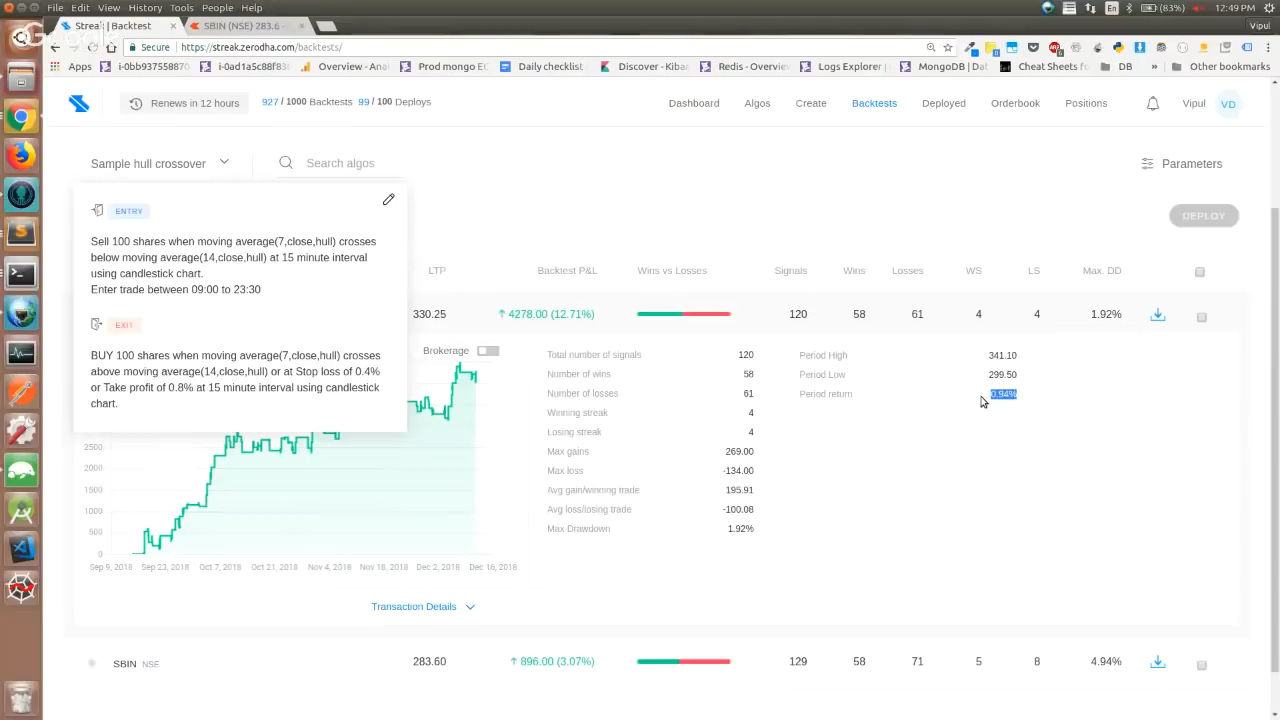 File Edit View History Tools People Help
En (83%) 12:49 PM
Streak | Backtest SBIN (NSE) 283.6 - Vipul
Secure https://streak.zerodha.com/backtests/
Apps i-0bb937558870 i-0ad1a5c88f83 Overview - Ana Prod mongo EC Daily checklist Discover - Kiba Redis - Overview Logs Explorer | MongoDB | Dat Cheat Sheets fo DB » Other bookmarks
Renews in 12 hours 927 / 1000 Backtests 99 / 100 Deploys Dashboard Algos Create Backtests Deployed Orderbook Positions Vipul VD
Sample hull crossover Search algos Parameters
ENTRY
DEPLOY
Sell 100 shares when moving average(7,close,hull) crosses
below moving average(14,close,hull) at 15 minute interval
using candlestick chart.
Enter trade between 09:00 to 23:30
EXIT
BUY 100 shares when moving average(7,close,hull) crosses
above moving average(14,close,hull) or at Stop loss of 0.4%
or Take profit of 0.8% at 15 minute interval using candlestick
chart.
LTP Backtest P&L Wins vs Losses Signals Wins Losses WS LS Max. DD
330.25 4278.00 (12.71%) 120 58 61 4 4 1.92%
Brokerage
2500
2000
1500
1000
500
0
Sep 9, 2018 Sep 23, 2018 Oct 7, 2018 Oct 21, 2018 Nov 4, 2018 Nov 18, 2018 Dec 2, 2018 Dec 16, 2018
Total number of signals 120
Number of wins 58
Number of losses 61
Winning streak 4
Losing streak 4
Max gains 269.00
Max loss -134.00
Avg gain/winning trade 195.91
Avg loss/losing trade -100.08
Max Drawdown 1.92%
Period High 341.10
Period Low 299.50
Period return 0.94%
Transaction Details
SBIN NSE 283.60 896.00 (3.07%) 129 58 71 5 8 4.94%